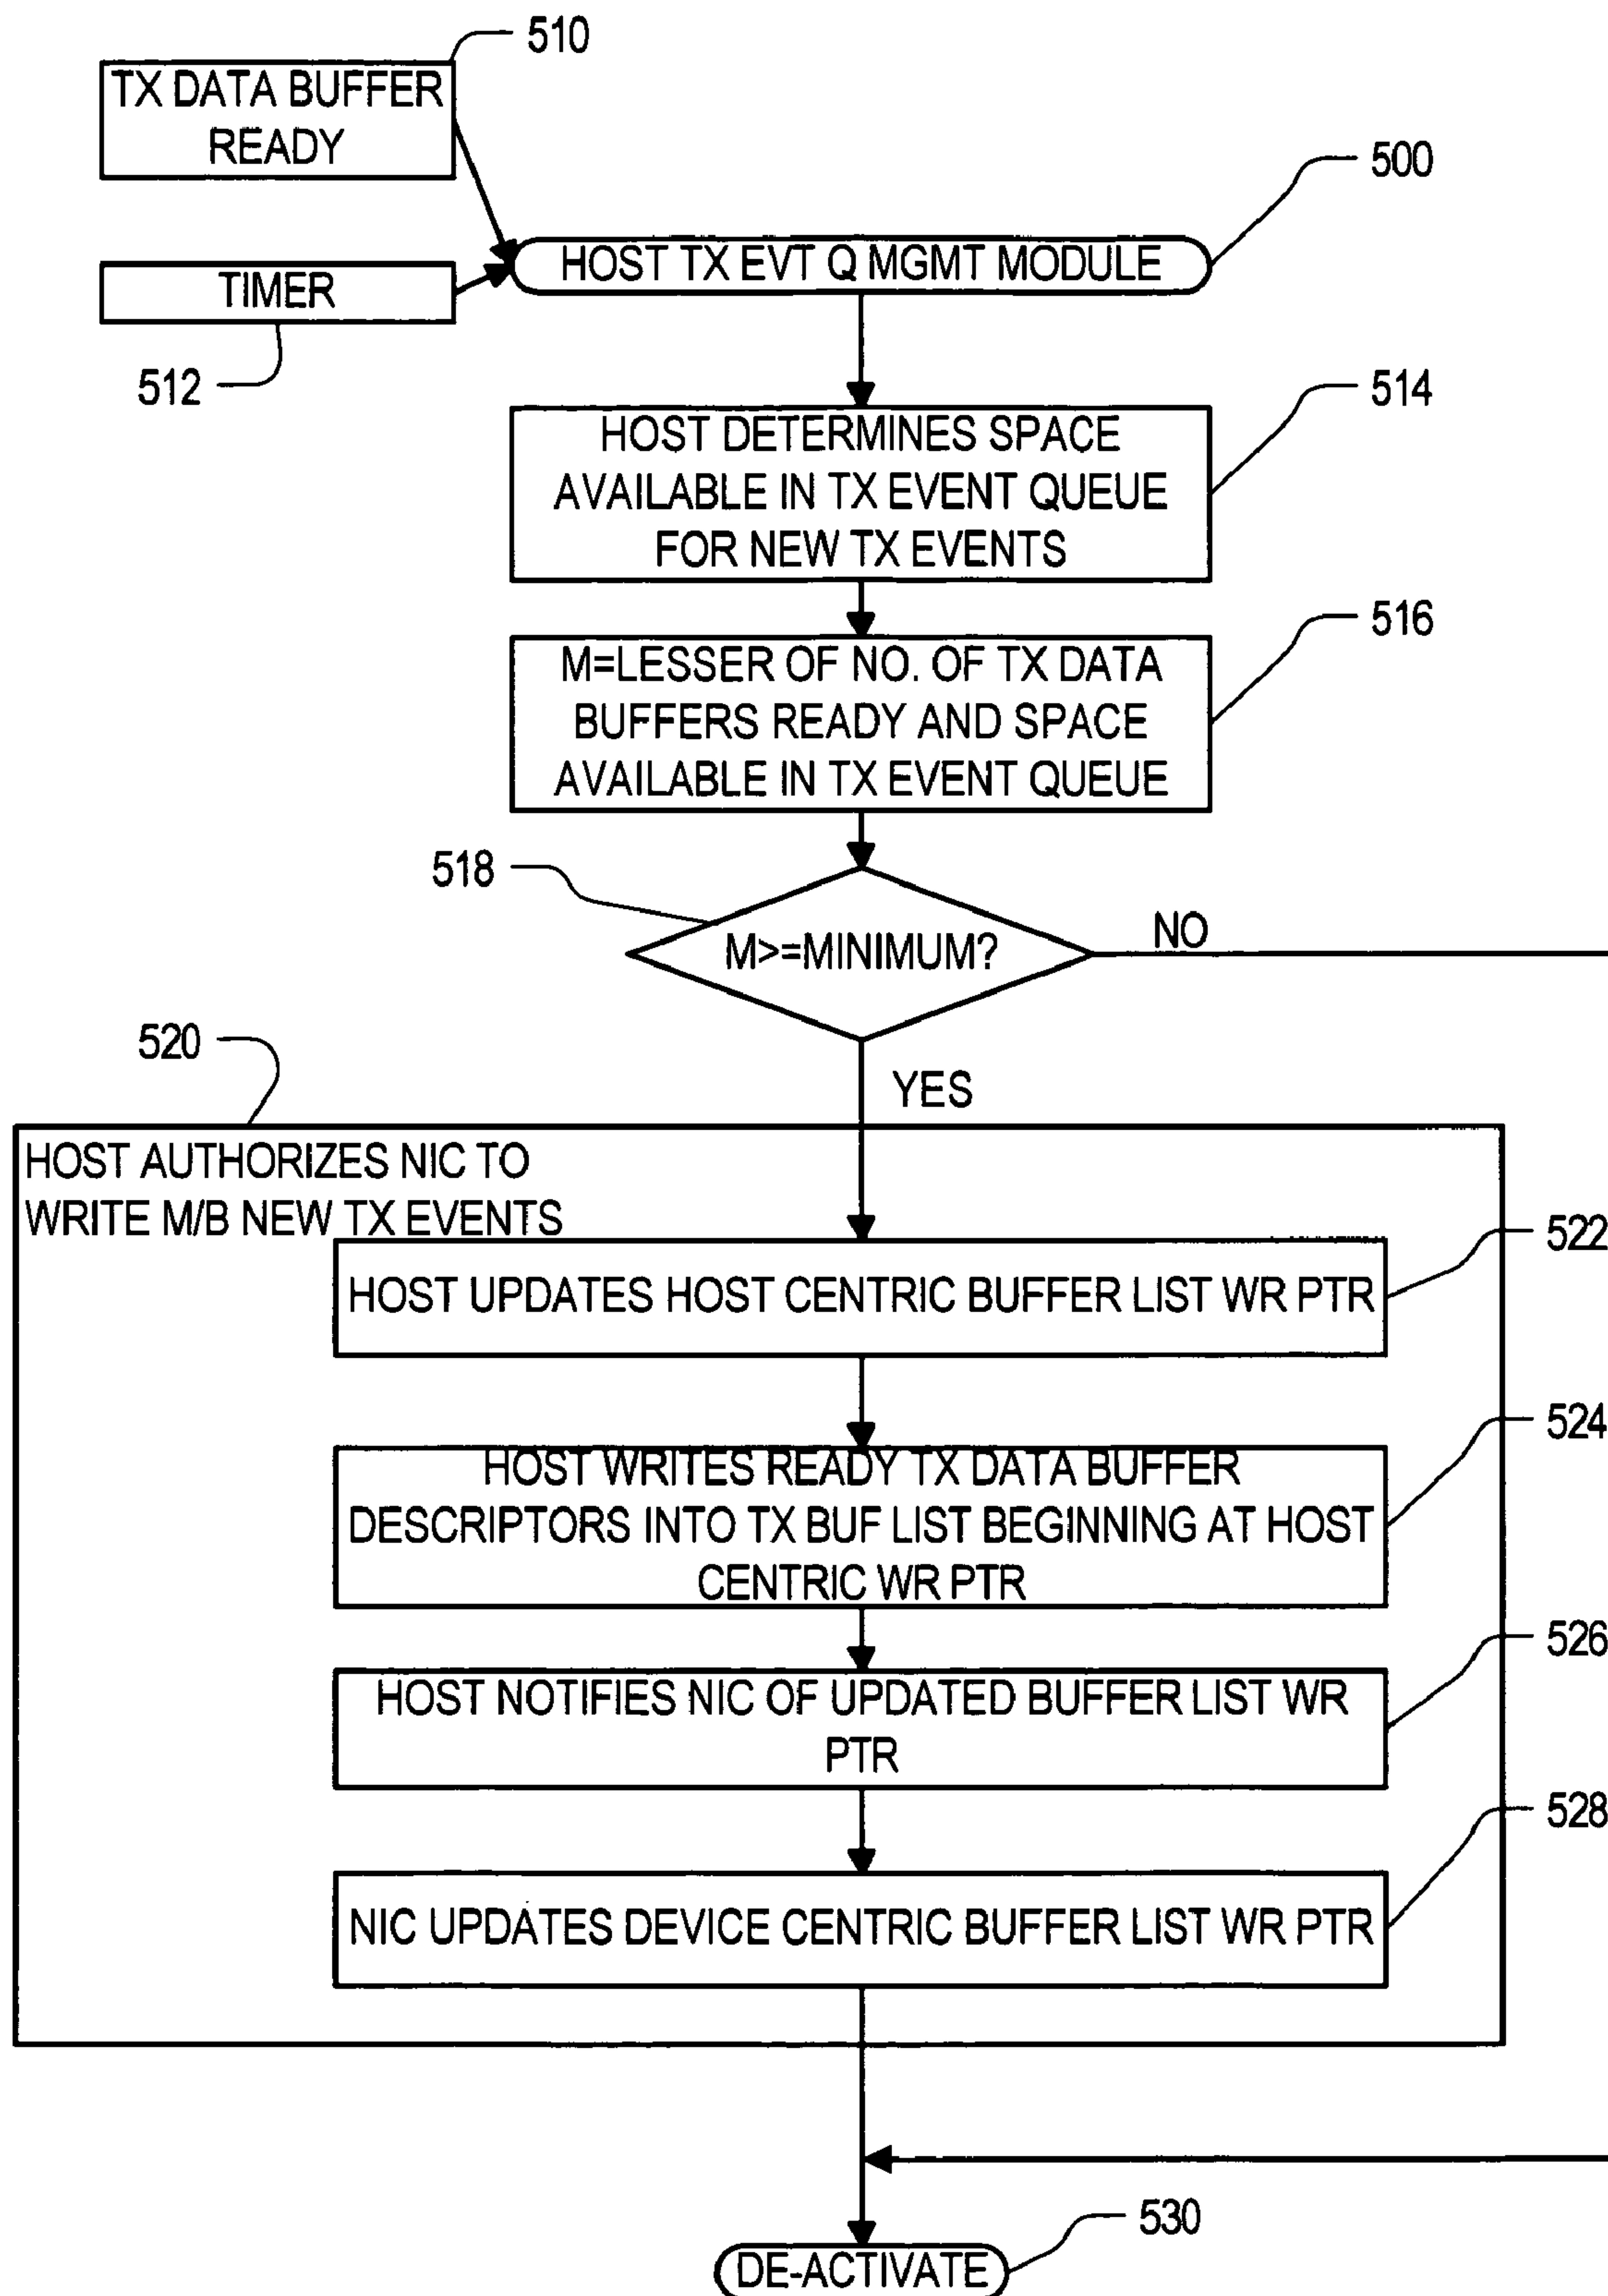 510
TX DATA BUFFER
READY
500
HOST TX EVT Q MGMT MODULE
TIMER
512
514
HOST DETERMINES SPACE
AVAILABLE IN TX EVENT QUEUE
FOR NEW TX EVENTS
516
M=LESSER OF NO. OF TX DATA
BUFFERS READY AND SPACE
AVAILABLE IN TX EVENT QUEUE
518
M>=MINIMUM?
NO
YES
520
HOST AUTHORIZES NIC TO
WRITE M/B NEW TX EVENTS
522
HOST UPDATES HOST CENTRIC BUFFER LIST WR PTR
524
HOST WRITES READY TX DATA BUFFER
DESCRIPTORS INTO TX BUF LIST BEGINNING AT HOST
CENTRIC WR PTR
526
HOST NOTIFIES NIC OF UPDATED BUFFER LIST WR
PTR
528
NIC UPDATES DEVICE CENTRIC BUFFER LIST WR PTR
530
DE-ACTIVATE